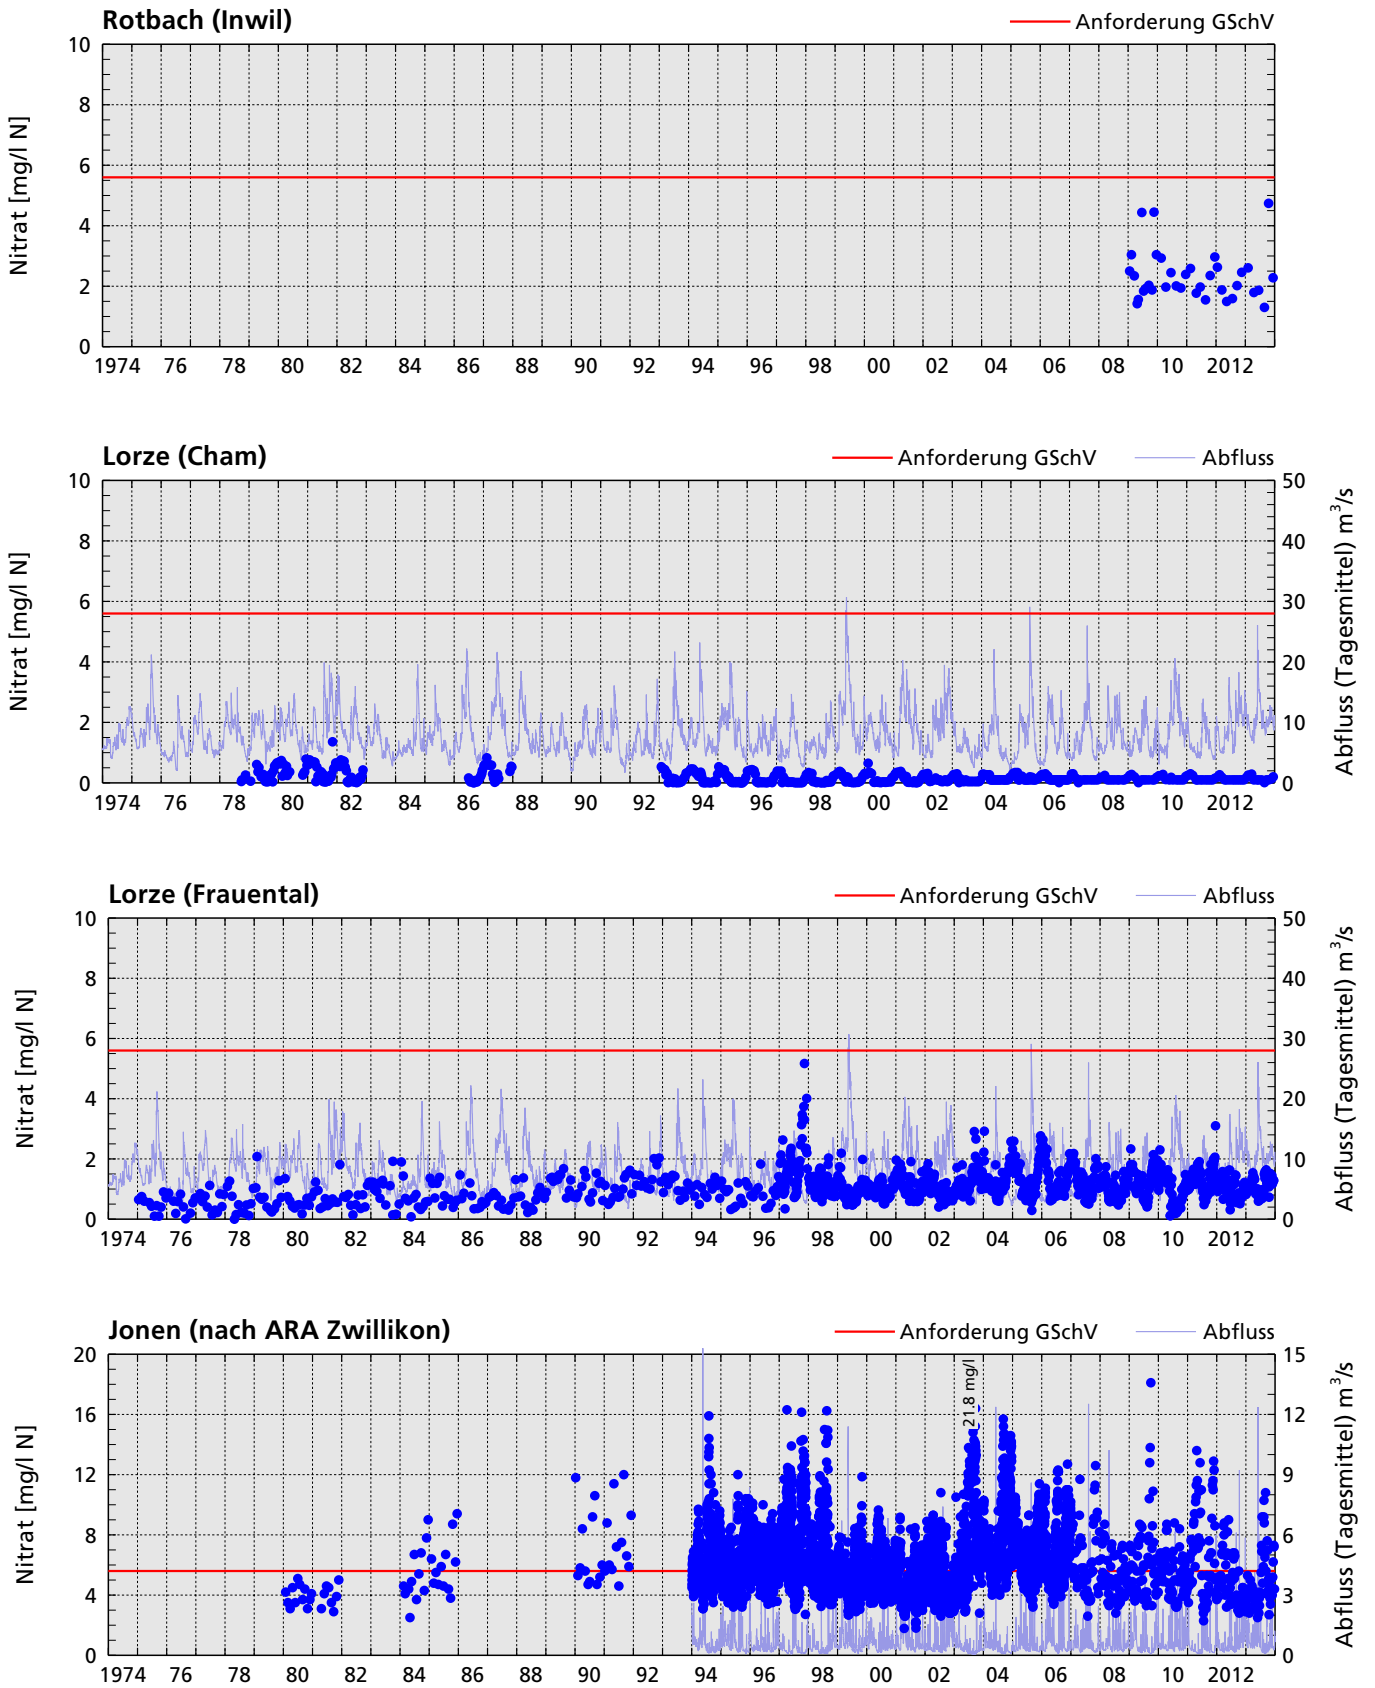 Rotbach (Inwil)
Anforderung GSchV
Nitrat [mg/l N]
10
8
6
4
2
0
1974 76 78 80 82 84 86 88 90 92 94 96 98 00 02 04 06 08 10 2012
Lorze (Cham)
Anforderung GSchV Abfluss
Nitrat [mg/l N]
10 50
8 40
6 30
4 20
2 10
0 0
Abfluss (Tagesmittel) m³/s
1974 76 78 80 82 84 86 88 90 92 94 96 98 00 02 04 06 08 10 2012
Lorze (Frauental)
Anforderung GSchV Abfluss
Nitrat [mg/l N]
10 50
8 40
6 30
4 20
2 10
0 0
Abfluss (Tagesmittel) m³/s
1974 76 78 80 82 84 86 88 90 92 94 96 98 00 02 04 06 08 10 2012
Jonen (nach ARA Zwillikon)
Anforderung GSchV Abfluss
Nitrat [mg/l N]
20 15
21.8 mg/l
16 12
12 9
8 6
4 3
0 0
Abfluss (Tagesmittel) m³/s
1974 76 78 80 82 84 86 88 90 92 94 96 98 00 02 04 06 08 10 2012